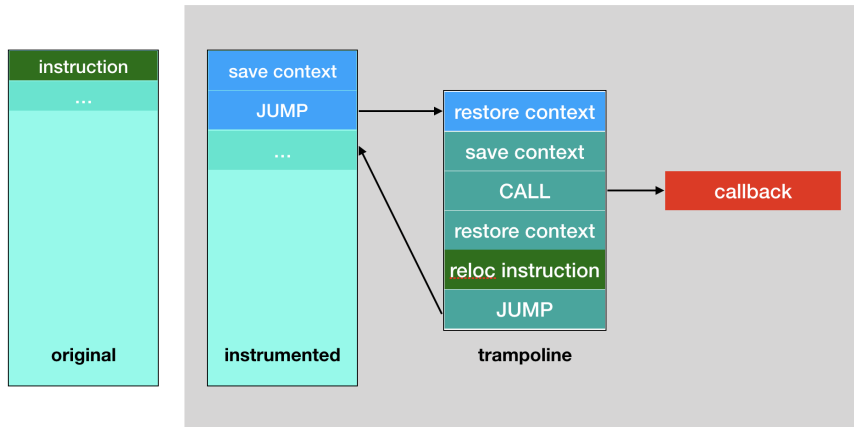 instruction
...
original
save context
JUMP
...
instrumented
restore context
save context
CALL
restore context
reloc instruction
JUMP
trampoline
callback